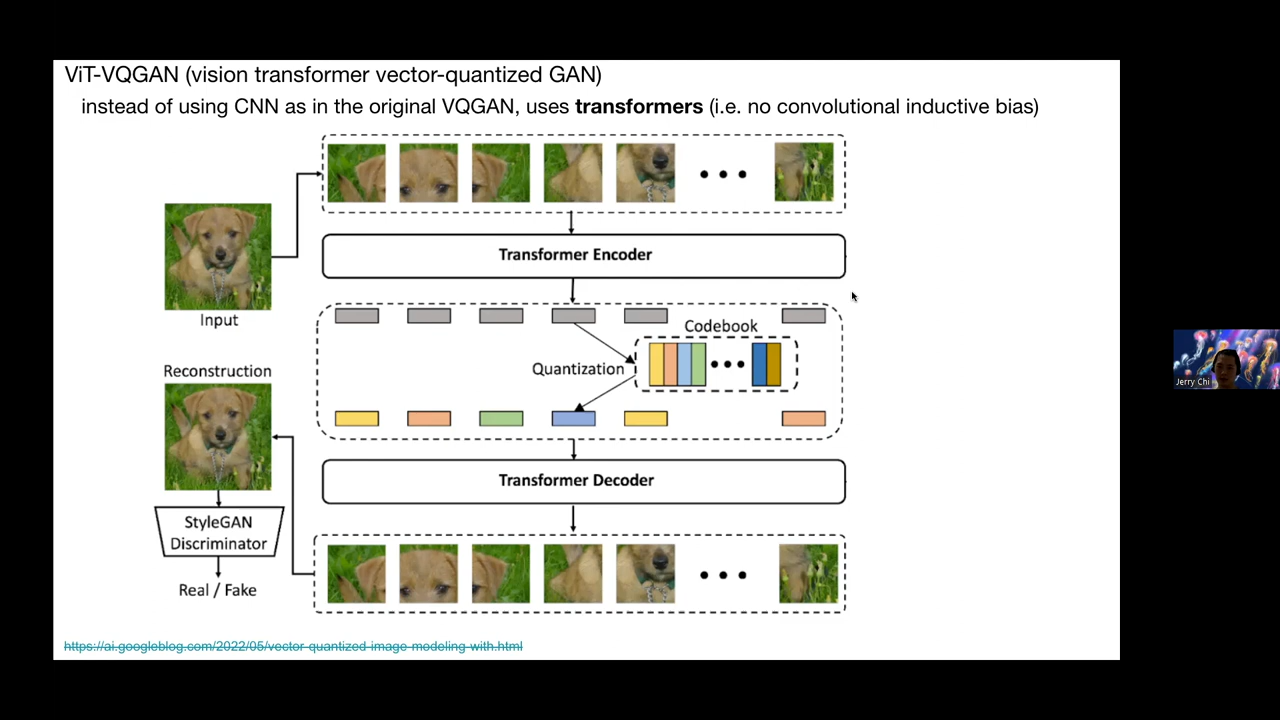 ViT-VQGAN (vision transformer vector-quantized GAN)
instead of using CNN as in the original VQGAN, uses transformers (i.e. no convolutional inductive bias)
Transformer Encoder
Input
Codebook
Quantization
Reconstruction
Transformer Decoder
StyleGAN
Discriminator
Real / Fake
https://ai.googleblog.com/2022/05/vector-quantized-image-modeling-with.html
Jerry Chi